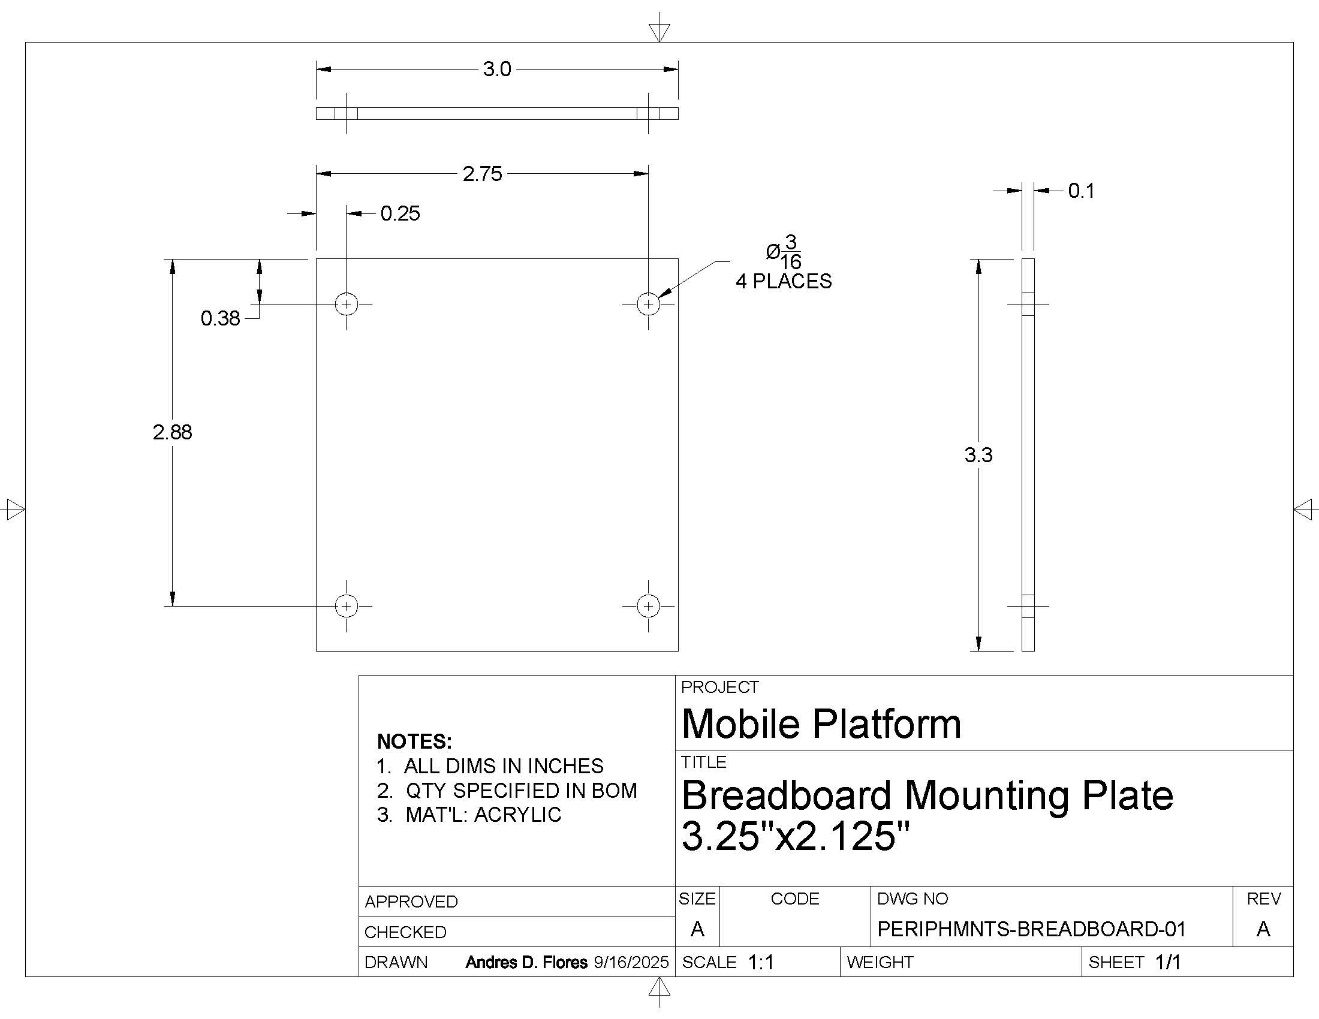 3.0
2.75
0.25
0.1
Ø3/16
4 PLACES
0.38
2.88
3.3
NOTES:
1. ALL DIMS IN INCHES
2. QTY SPECIFIED IN BOM
3. MAT'L: ACRYLIC
PROJECT
Mobile Platform
TITLE
Breadboard Mounting Plate
3.25"x2.125"
APPROVED
CHECKED
DRAWN Andres D. Flores 9/16/2025
SIZE
A
CODE
DWG NO
PERIPHMNTS-BREADBOARD-01
REV
A
SCALE 1:1
WEIGHT
SHEET 1/1